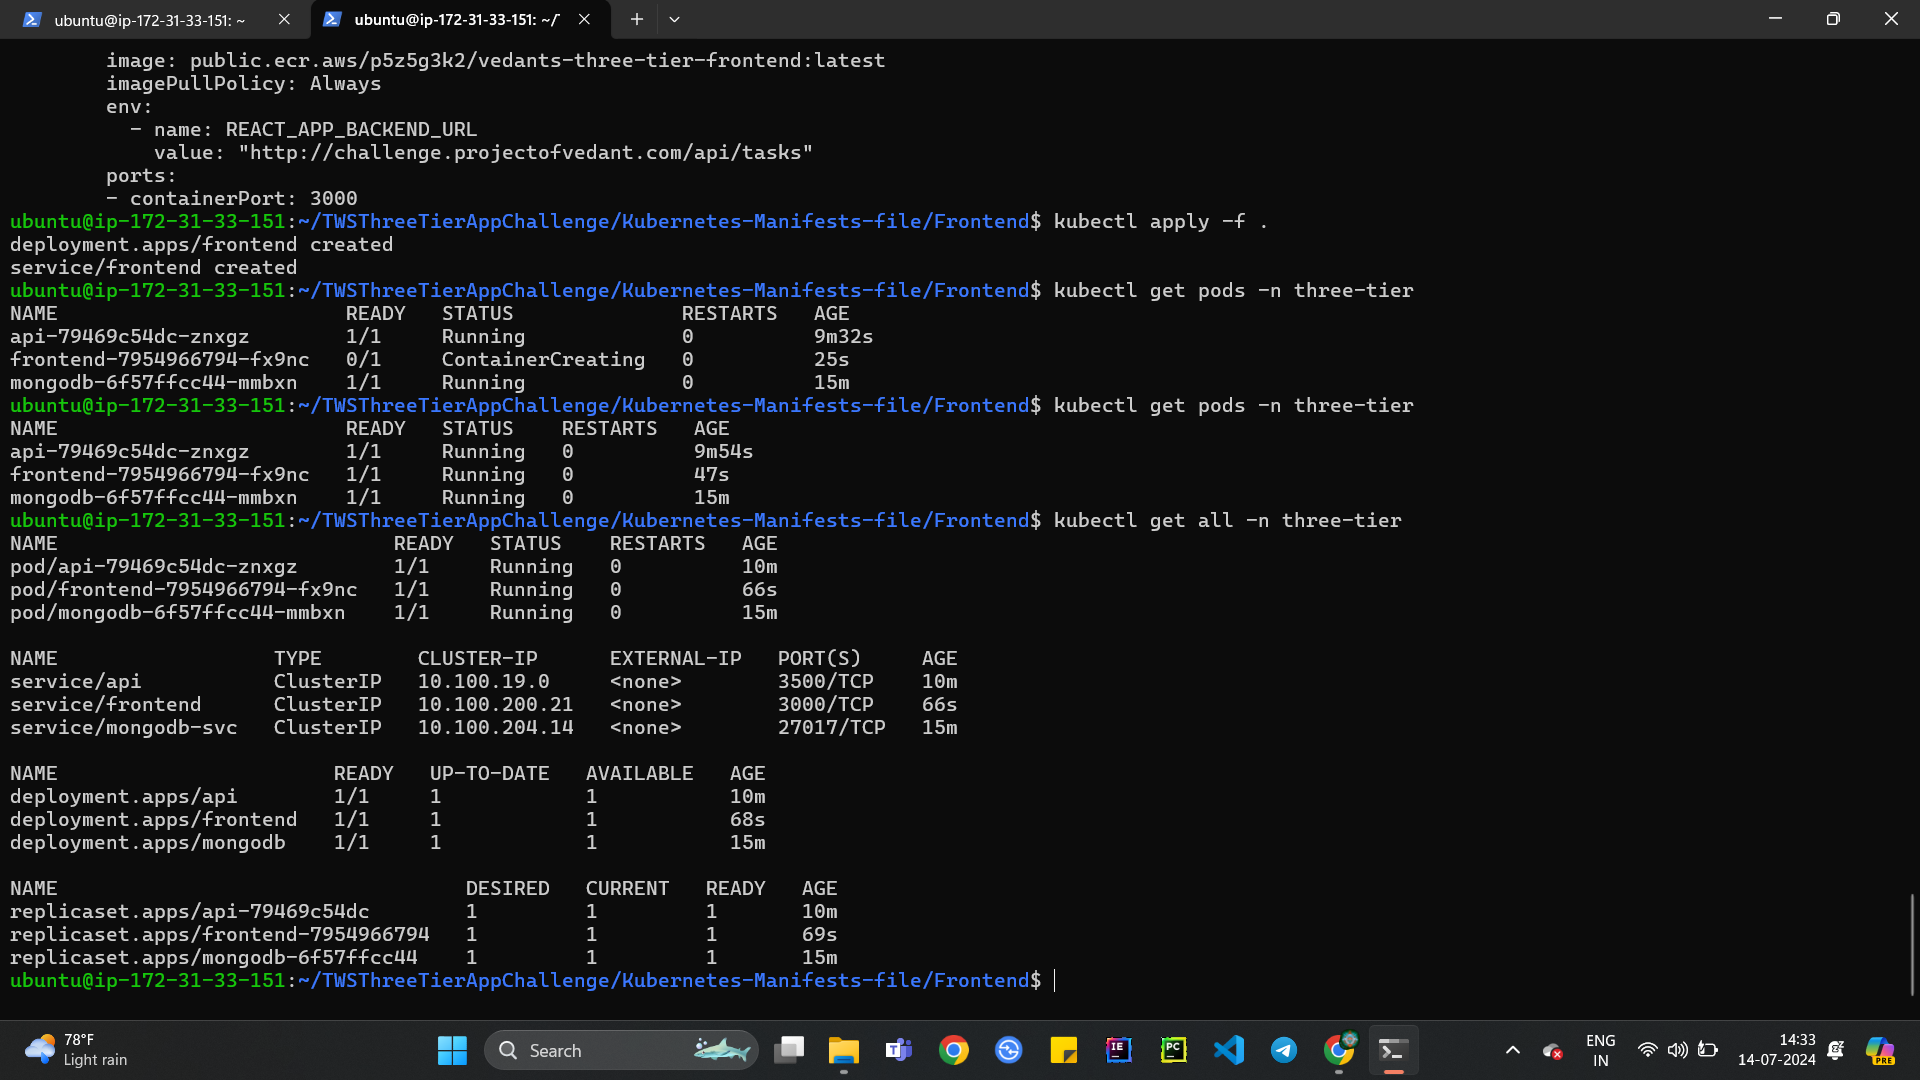 ubuntu@ip-172-31-33-151: ~
ubuntu@ip-172-31-33-151: ~/T
image: public.ecr.aws/p5z5g3k2/vedants-three-tier-frontend:latest
imagePullPolicy: Always
env:
- name: REACT_APP_BACKEND_URL
value: "http://challenge.projectofvedant.com/api/tasks"
ports:
- containerPort: 3000
ubuntu@ip-172-31-33-151:~/TWSThreeTierAppChallenge/Kubernetes-Manifests-file/Frontend$ kubectl apply -f .
deployment.apps/frontend created
service/frontend created
ubuntu@ip-172-31-33-151:~/TWSThreeTierAppChallenge/Kubernetes-Manifests-file/Frontend$ kubectl get pods -n three-tier
NAME READY STATUS RESTARTS AGE
api-79469c54dc-znxgz 1/1 Running 0 9m32s
frontend-7954966794-fx9nc 0/1 ContainerCreating 0 25s
mongodb-6f57ffcc44-mmbxn 1/1 Running 0 15m
ubuntu@ip-172-31-33-151:~/TWSThreeTierAppChallenge/Kubernetes-Manifests-file/Frontend$ kubectl get pods -n three-tier
NAME READY STATUS RESTARTS AGE
api-79469c54dc-znxgz 1/1 Running 0 9m54s
frontend-7954966794-fx9nc 1/1 Running 0 47s
mongodb-6f57ffcc44-mmbxn 1/1 Running 0 15m
ubuntu@ip-172-31-33-151:~/TWSThreeTierAppChallenge/Kubernetes-Manifests-file/Frontend$ kubectl get all -n three-tier
NAME READY STATUS RESTARTS AGE
pod/api-79469c54dc-znxgz 1/1 Running 0 10m
pod/frontend-7954966794-fx9nc 1/1 Running 0 66s
pod/mongodb-6f57ffcc44-mmbxn 1/1 Running 0 15m
NAME TYPE CLUSTER-IP EXTERNAL-IP PORT(S) AGE
service/api ClusterIP 10.100.19.0 <none> 3500/TCP 10m
service/frontend ClusterIP 10.100.200.21 <none> 3000/TCP 66s
service/mongodb-svc ClusterIP 10.100.204.14 <none> 27017/TCP 15m
NAME READY UP-TO-DATE AVAILABLE AGE
deployment.apps/api 1/1 1 1 10m
deployment.apps/frontend 1/1 1 1 68s
deployment.apps/mongodb 1/1 1 1 15m
NAME DESIRED CURRENT READY AGE
replicaset.apps/api-79469c54dc 1 1 1 10m
replicaset.apps/frontend-7954966794 1 1 1 69s
replicaset.apps/mongodb-6f57ffcc44 1 1 1 15m
ubuntu@ip-172-31-33-151:~/TWSThreeTierAppChallenge/Kubernetes-Manifests-file/Frontend$
78°F
Light rain
Search
ENG
IN
14:33
14-07-2024
PRE